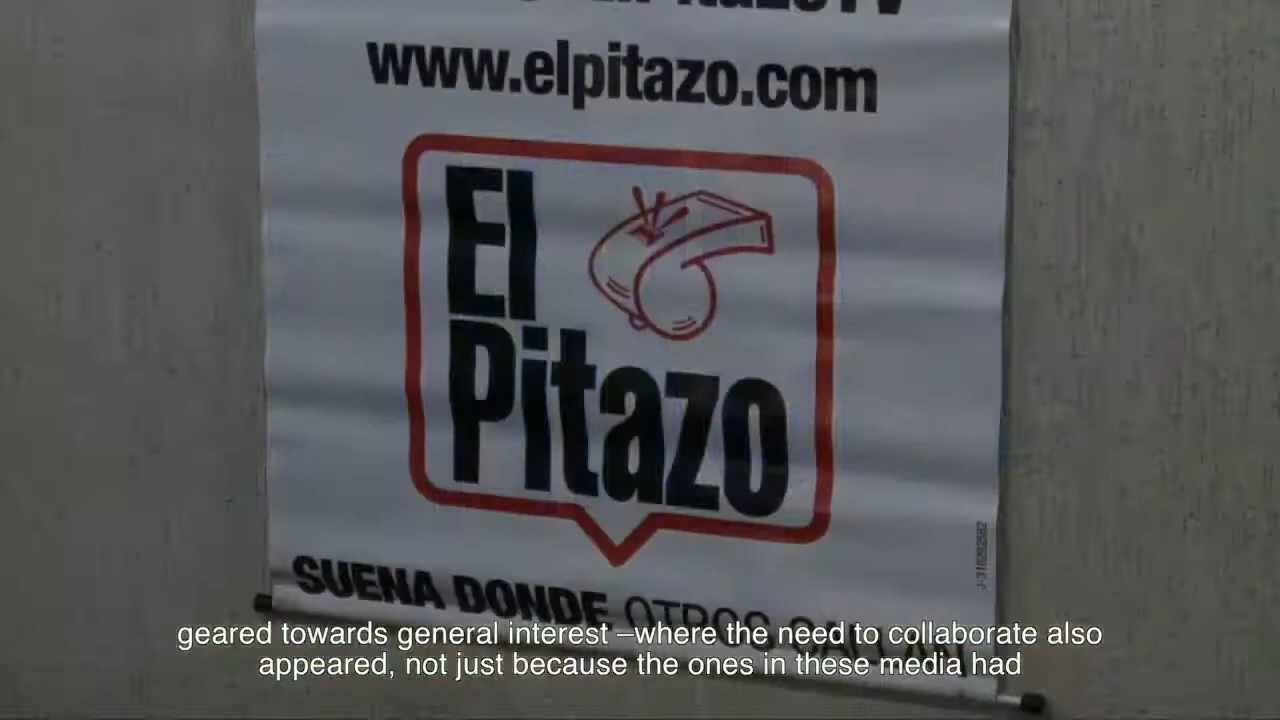 www.elpitazo.com
El
Pitazo
SUENA DONDE OTROS CALLAN
geared towards general interest –where the need to collaborate also
appeared, not just because the ones in these media had